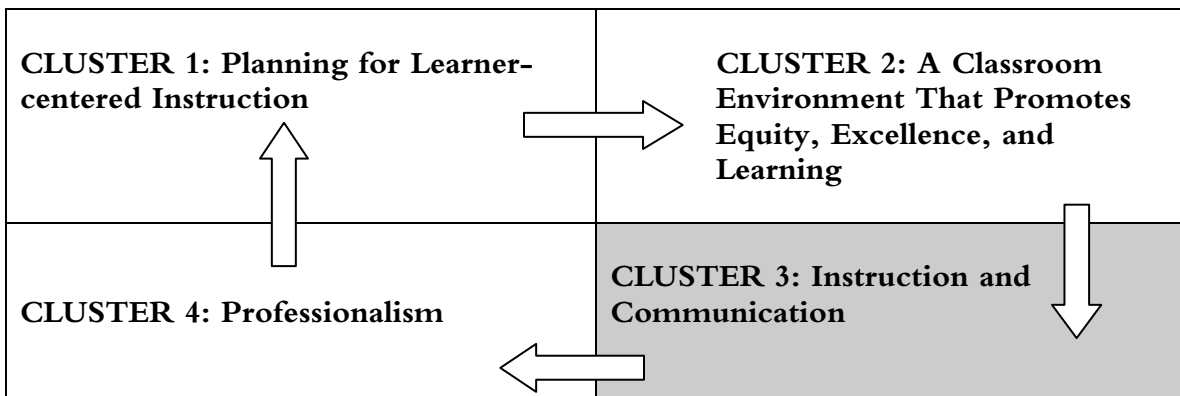 CLUSTER 1: Planning for Learner-
centered Instruction
CLUSTER 2: A Classroom
Environment That Promotes
Equity, Excellence, and
Learning
CLUSTER 4: Professionalism
CLUSTER 3: Instruction and
Communication